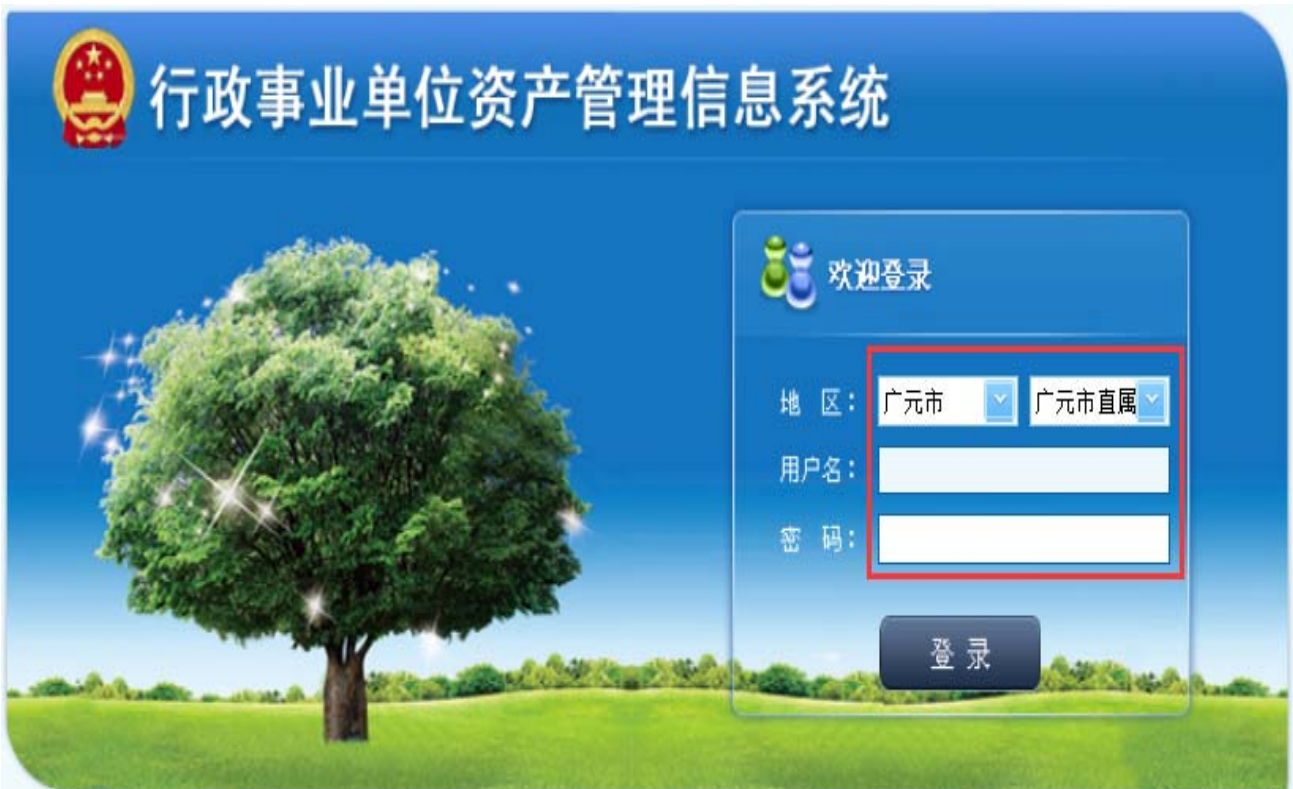 行政事业单位资产管理信息系统
欢迎登录
地 区： 广元市 广元市直属
用户名：
密 码：
登 录